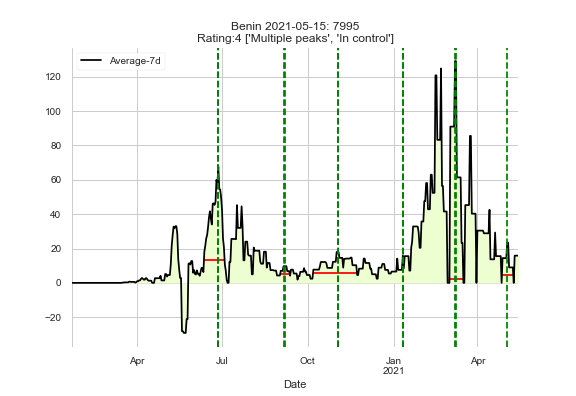 Benin 2021-05-15: 7995
Rating:4 ['Multiple peaks', 'In control']
Average-7d
120
100
80
60
40
20
0
−20
Apr
Jul
Oct
Jan
2021
Apr
Date